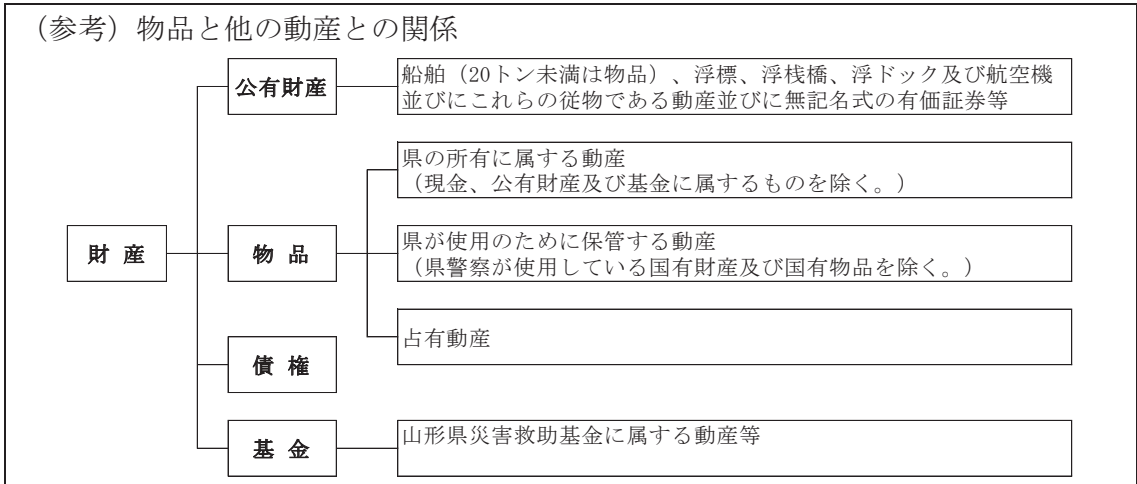 (参考)物品と他の動産との関係
公有財産
船舶(20トン未満は物品)、浮標、浮桟橋、浮ドック及び航空機
並びにこれらの従物である動産並びに無記名式の有価証券等
県の所有に属する動産
(現金、公有財産及び基金に属するものを除く。)
財 産
物 品
県が使用のために保管する動産
(県警察が使用している国有財産及び国有物品を除く。)
占有動産
債 権
基 金
山形県災害救助基金に属する動産等